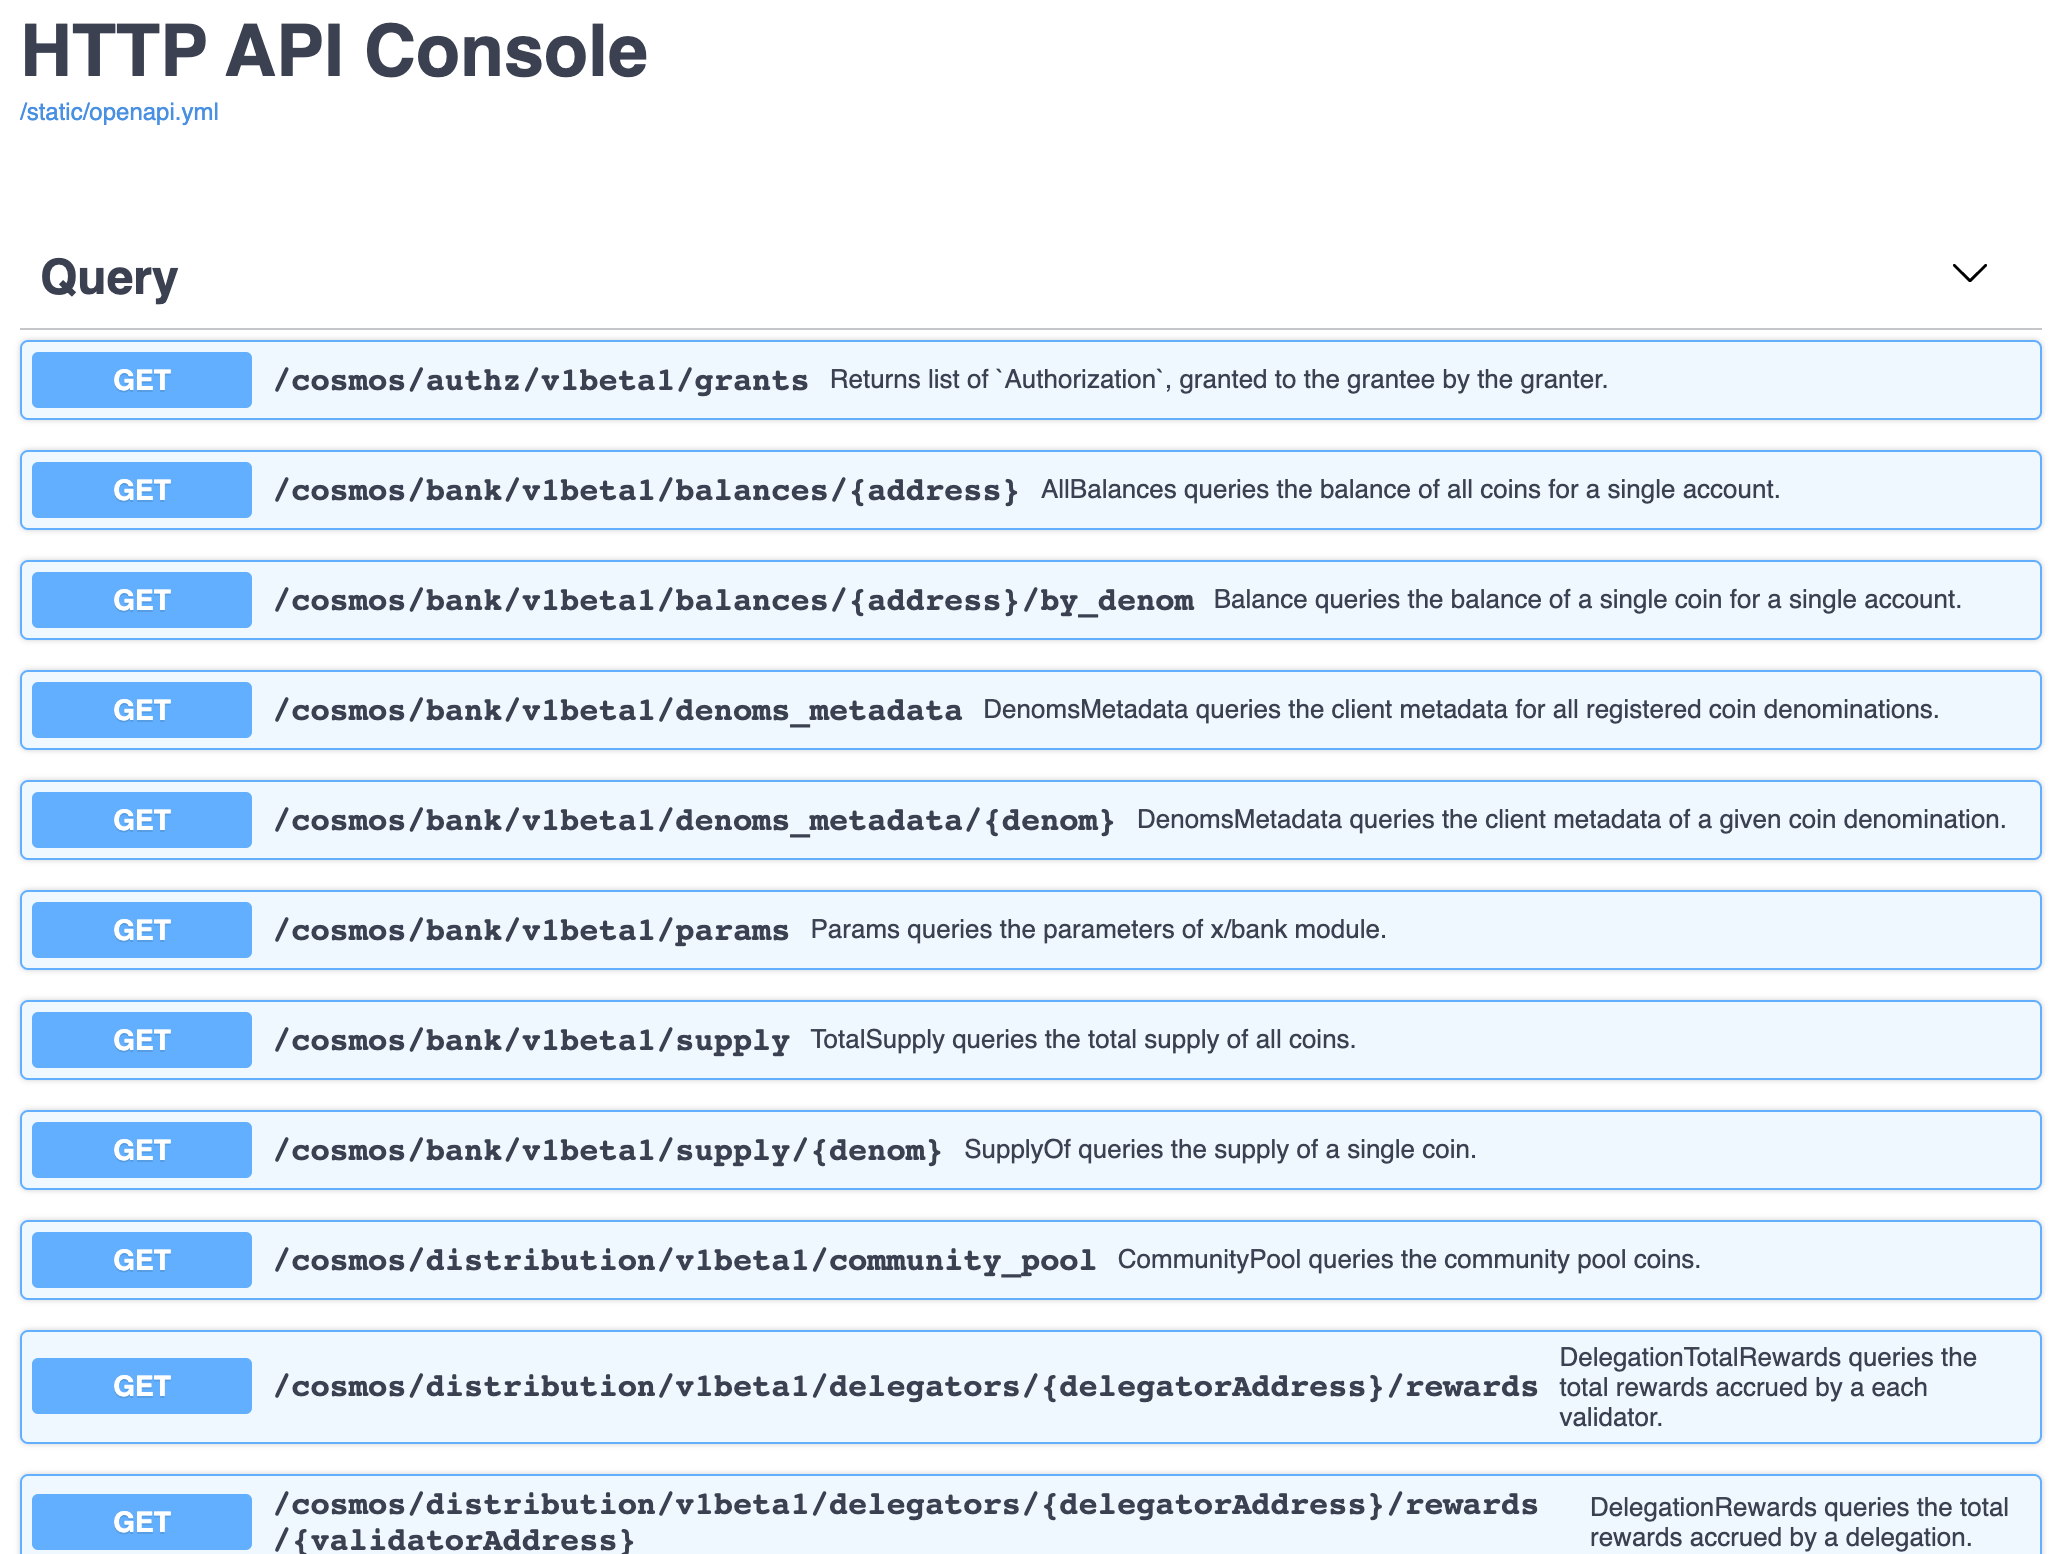 HTTP API Console
/static/openapi.yml
Query
GET /cosmos/authz/v1beta1/grants Returns list of `Authorization`, granted to the grantee by the granter.
GET /cosmos/bank/v1beta1/balances/{address} AllBalances queries the balance of all coins for a single account.
GET /cosmos/bank/v1beta1/balances/{address}/by_denom Balance queries the balance of a single coin for a single account.
GET /cosmos/bank/v1beta1/denoms_metadata DenomsMetadata queries the client metadata for all registered coin denominations.
GET /cosmos/bank/v1beta1/denoms_metadata/{denom} DenomsMetadata queries the client metadata of a given coin denomination.
GET /cosmos/bank/v1beta1/params Params queries the parameters of x/bank module.
GET /cosmos/bank/v1beta1/supply TotalSupply queries the total supply of all coins.
GET /cosmos/bank/v1beta1/supply/{denom} SupplyOf queries the supply of a single coin.
GET /cosmos/distribution/v1beta1/community_pool CommunityPool queries the community pool coins.
GET /cosmos/distribution/v1beta1/delegators/{delegatorAddress}/rewards
DelegationTotalRewards queries the
total rewards accrued by a each
validator.
GET /cosmos/distribution/v1beta1/delegators/{delegatorAddress}/rewards
/{validatorAddress}
DelegationRewards queries the total
rewards accrued by a delegation.